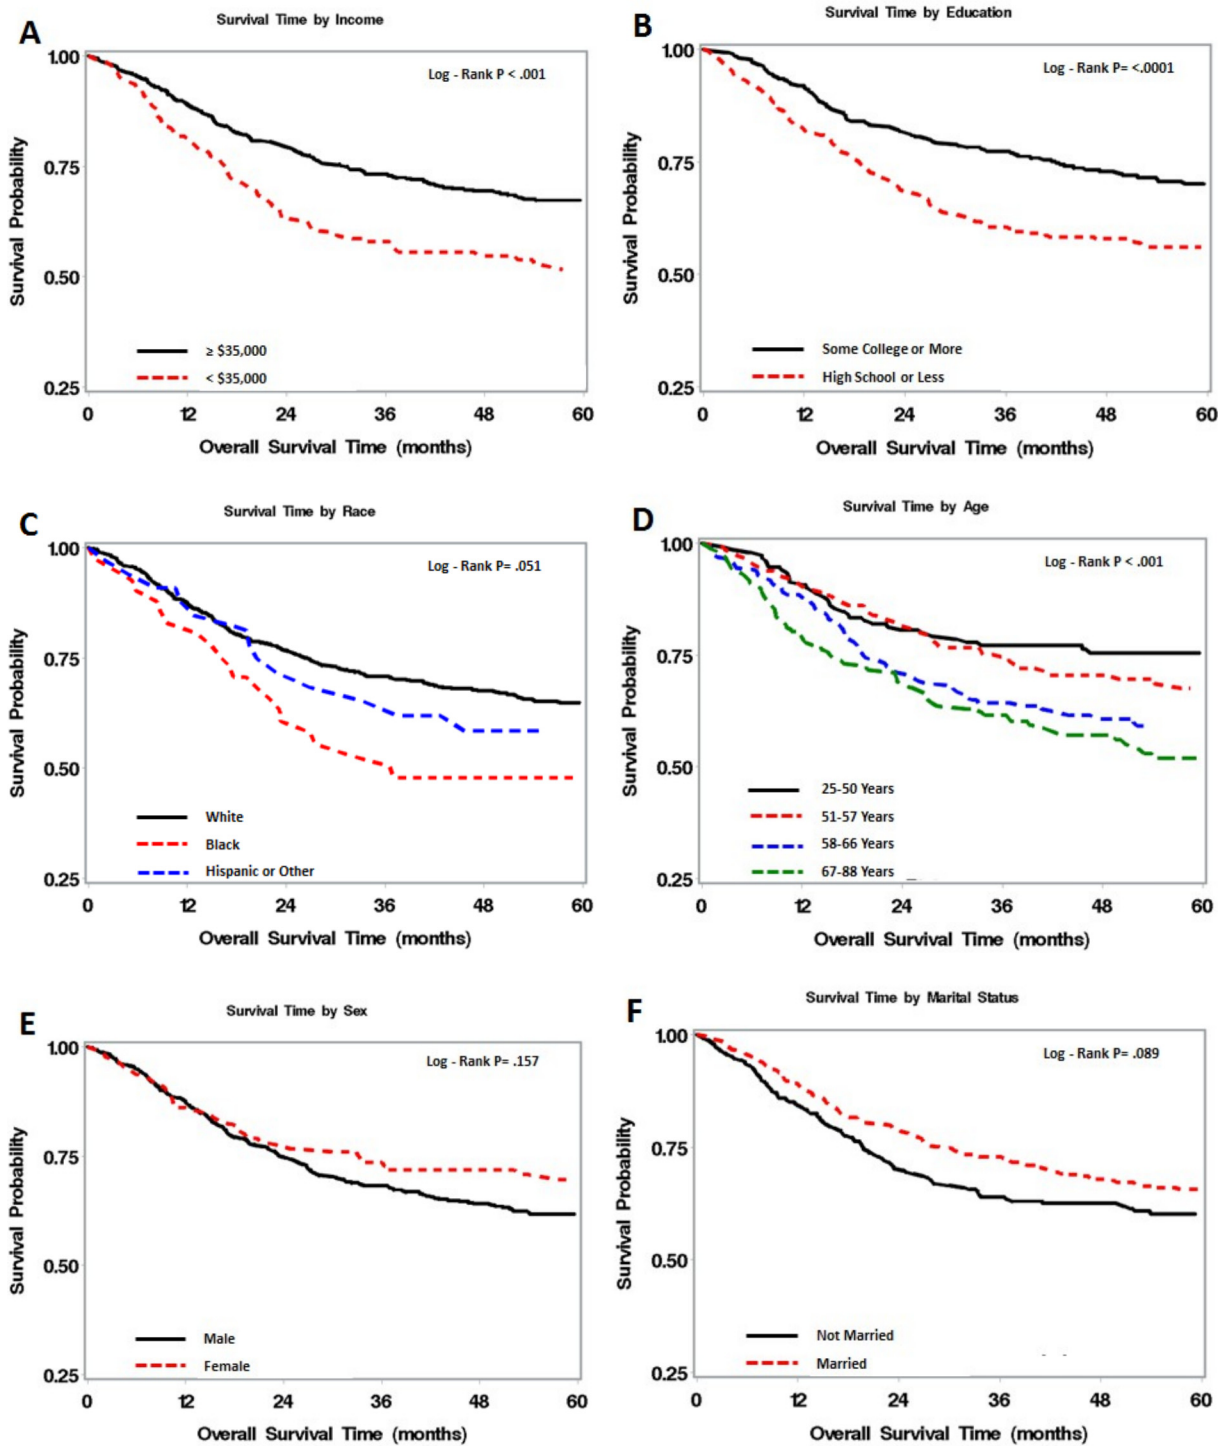 A
Survival Time by Income
Log - Rank P < .001
1.00
0.75
0.50
0.25
Survival Probability
≥ $35,000
< $35,000
0 12 24 36 48 60
Overall Survival Time (months)
B
Survival Time by Education
Log - Rank P= <.0001
1.00
0.75
0.50
0.25
Survival Probability
Some College or More
High School or Less
0 12 24 36 48 60
Overall Survival Time (months)
C
Survival Time by Race
Log - Rank P= .051
1.00
0.75
0.50
0.25
Survival Probability
White
Black
Hispanic or Other
0 12 24 36 48 60
Overall Survival Time (months)
D
Survival Time by Age
Log - Rank P < .001
1.00
0.75
0.50
0.25
Survival Probability
25-50 Years
51-57 Years
58-66 Years
67-88 Years
0 12 24 36 48 60
Overall Survival Time (months)
E
Survival Time by Sex
Log - Rank P= .157
1.00
0.75
0.50
0.25
Survival Probability
Male
Female
0 12 24 36 48 60
Overall Survival Time (months)
F
Survival Time by Marital Status
Log - Rank P= .089
1.00
0.75
0.50
0.25
Survival Probability
Not Married
Married
0 12 24 36 48 60
Overall Survival Time (months)